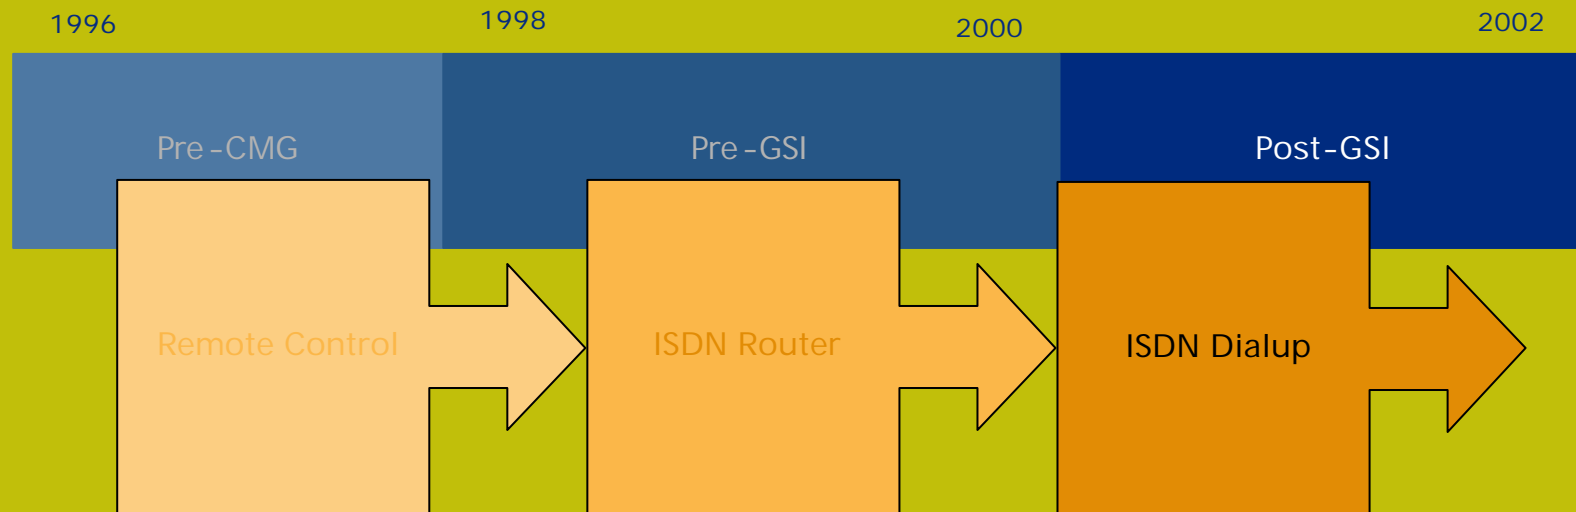 1996
1998
2000
2002
Pre-CMG
Pre-GSI
Post-GSI
Remote Control
ISDN Router
ISDN Dialup